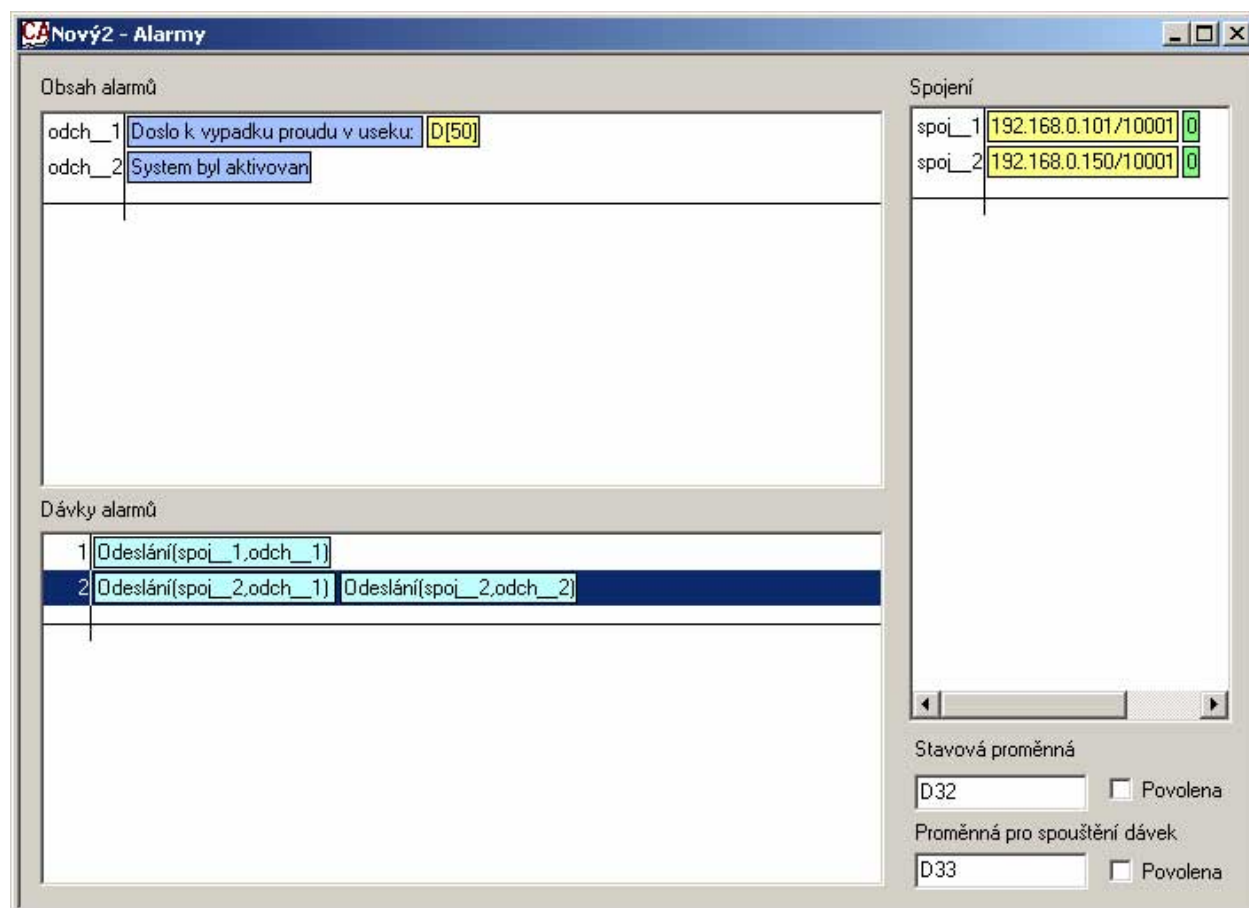 CA Nový2 - Alarmy
Obsah alarmů
odch__1 Doslo k vypadku proudu v useku: D[50]
odch__2 System byl aktivovan
Dávky alarmů
1 Odeslání(spoj__1,odch__1)
2 Odeslání(spoj__2,odch__1) Odeslání(spoj__2,odch__2)
Spojení
spoj__1 192.168.0.101/10001 0
spoj__2 192.168.0.150/10001 0
Stavová proměnná
D32 Povolena
Proměnná pro spouštění dávek
D33 Povolena